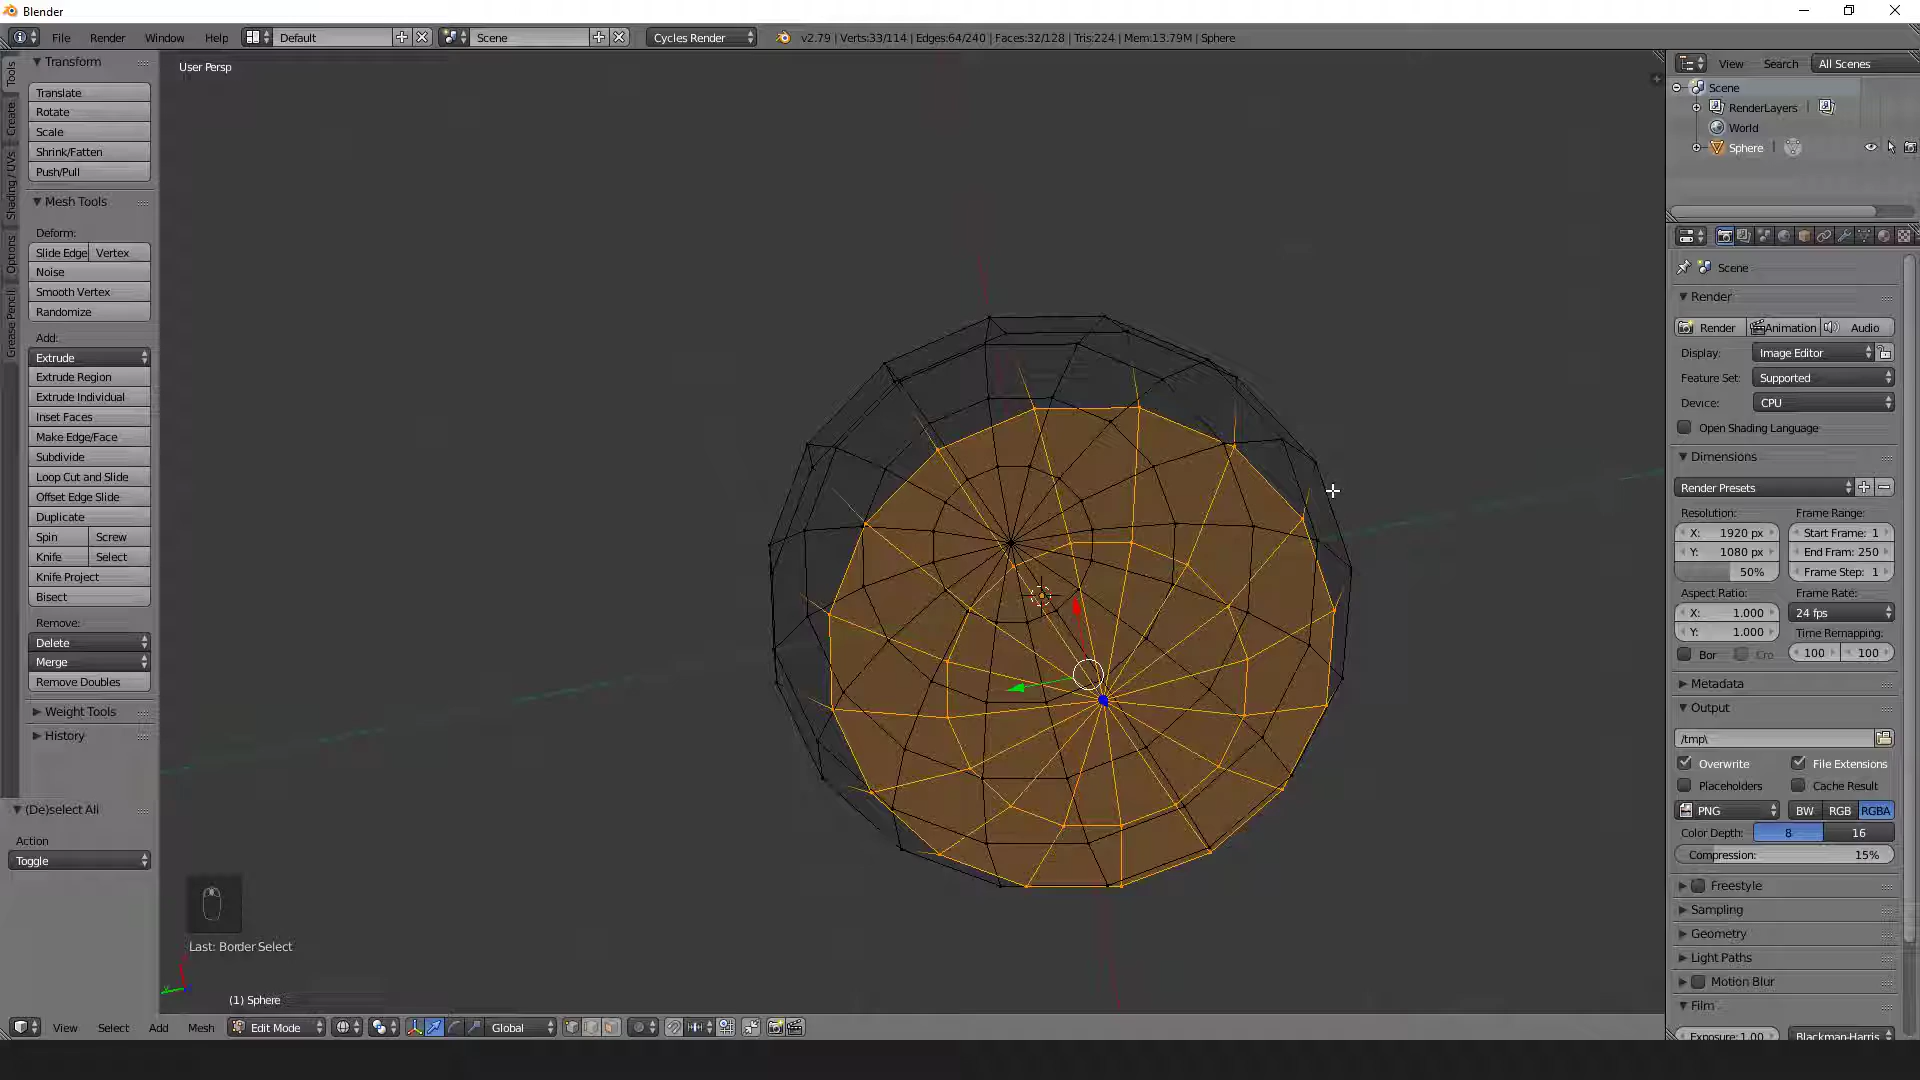 Blender
File Render Window Help Default Scene Cycles Render v2.79 | Verts:33/114 | Edges:64/240 | Faces:32/128 | Tris:224 | Mem:13.79M | Sphere
User Persp
Tools
Create
Shading / UVs
Options
Grease Pencil
Transform
Translate
Rotate
Scale
Shrink/Fatten
Push/Pull
Mesh Tools
Deform:
Slide Edge Vertex
Noise
Smooth Vertex
Randomize
Add:
Extrude
Extrude Region
Extrude Individual
Inset Faces
Make Edge/Face
Subdivide
Loop Cut and Slide
Offset Edge Slide
Duplicate
Spin Screw
Knife Select
Knife Project
Bisect
Remove:
Delete
Merge
Remove Doubles
Weight Tools
History
(De)select All
Action
Toggle
Last: Border Select
(1) Sphere
View Select Add Mesh Edit Mode Global
View Search All Scenes
Scene
RenderLayers
World
Sphere
Scene
Render
Render Animation Audio
Display: Image Editor
Feature Set: Supported
Device: CPU
Open Shading Language
Dimensions
Render Presets
Resolution: Frame Range:
X: 1920 px Start Frame: 1
Y: 1080 px End Fram: 250
50% Frame Step: 1
Aspect Ratio: Frame Rate:
X: 1.000 24 fps
Y: 1.000 Time Remapping:
Bor Cro 100 100
Metadata
Output
/tmp\
Overwrite File Extensions
Placeholders Cache Result
PNG BW RGB RGBA
Color Depth: 8 16
Compression: 15%
Freestyle
Sampling
Geometry
Light Paths
Motion Blur
Film
Exposure:1.00 Blackman-Harris